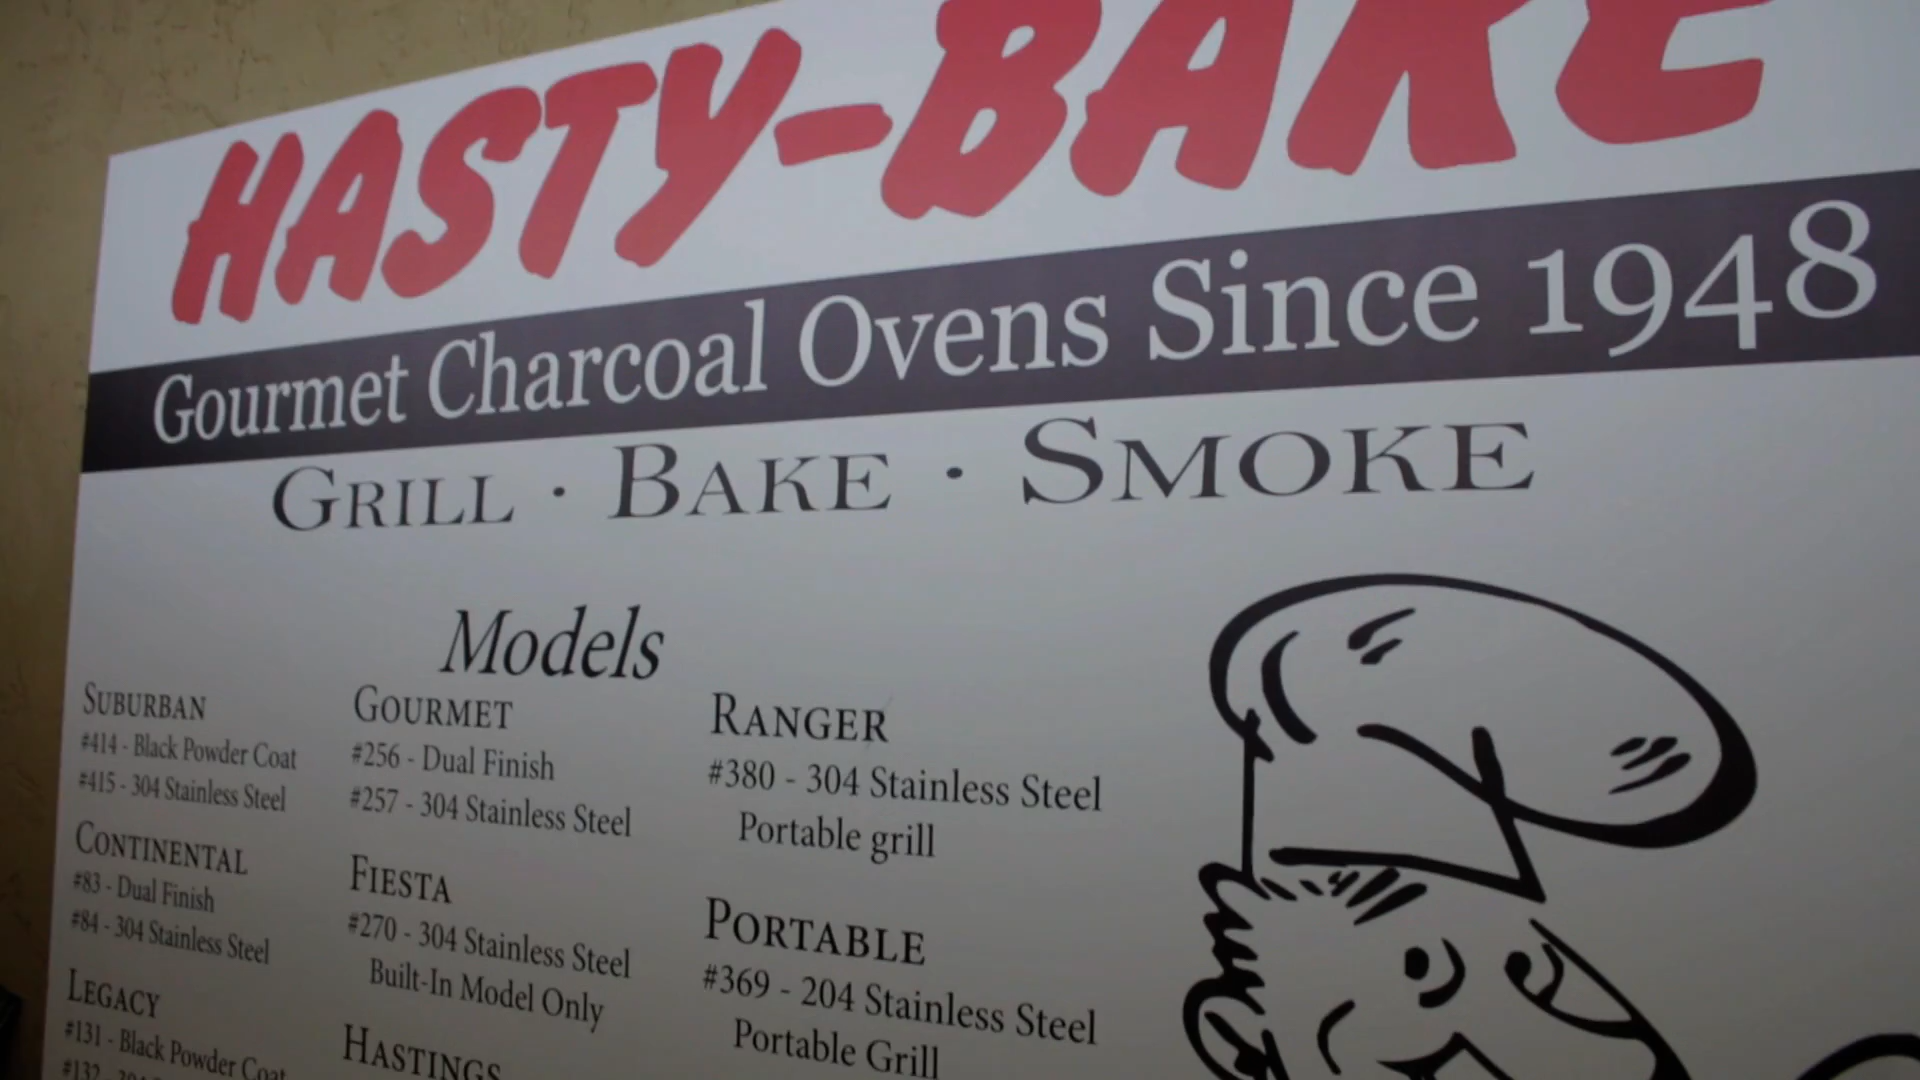 HASTY-BAKE
Gourmet Charcoal Ovens Since 1948
GRILL · BAKE · SMOKE
Models
SUBURBAN
#414 - Black Powder Coat
#415 - 304 Stainless Steel
CONTINENTAL
#83 - Dual Finish
#84 - 304 Stainless Steel
LEGACY
#131 - Black Powder Coat
#132
GOURMET
#256 - Dual Finish
#257 - 304 Stainless Steel
FIESTA
#270 - 304 Stainless Steel
Built-In Model Only
HASTINGS
RANGER
#380 - 304 Stainless Steel
Portable grill
PORTABLE
#369 - 204 Stainless Steel
Portable Grill